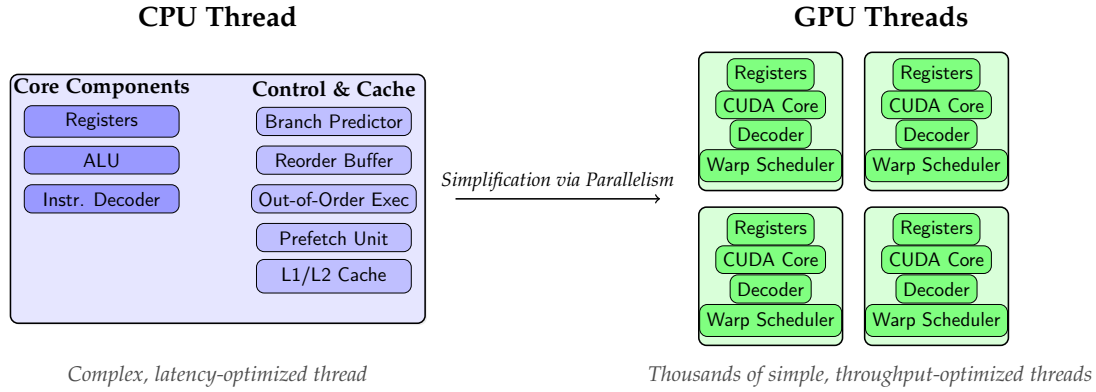 CPU Thread
Core Components
Registers
ALU
Instr. Decoder
Control & Cache
Branch Predictor
Reorder Buffer
Out-of-Order Exec
Prefetch Unit
L1/L2 Cache
Complex, latency-optimized thread
Simplification via Parallelism
GPU Threads
Registers
CUDA Core
Decoder
Warp Scheduler
Registers
CUDA Core
Decoder
Warp Scheduler
Registers
CUDA Core
Decoder
Warp Scheduler
Registers
CUDA Core
Decoder
Warp Scheduler
Thousands of simple, throughput-optimized threads